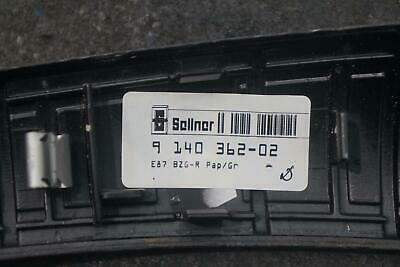 Sellner
9 140 362-02
E87 BZG-R Pap/Gr -